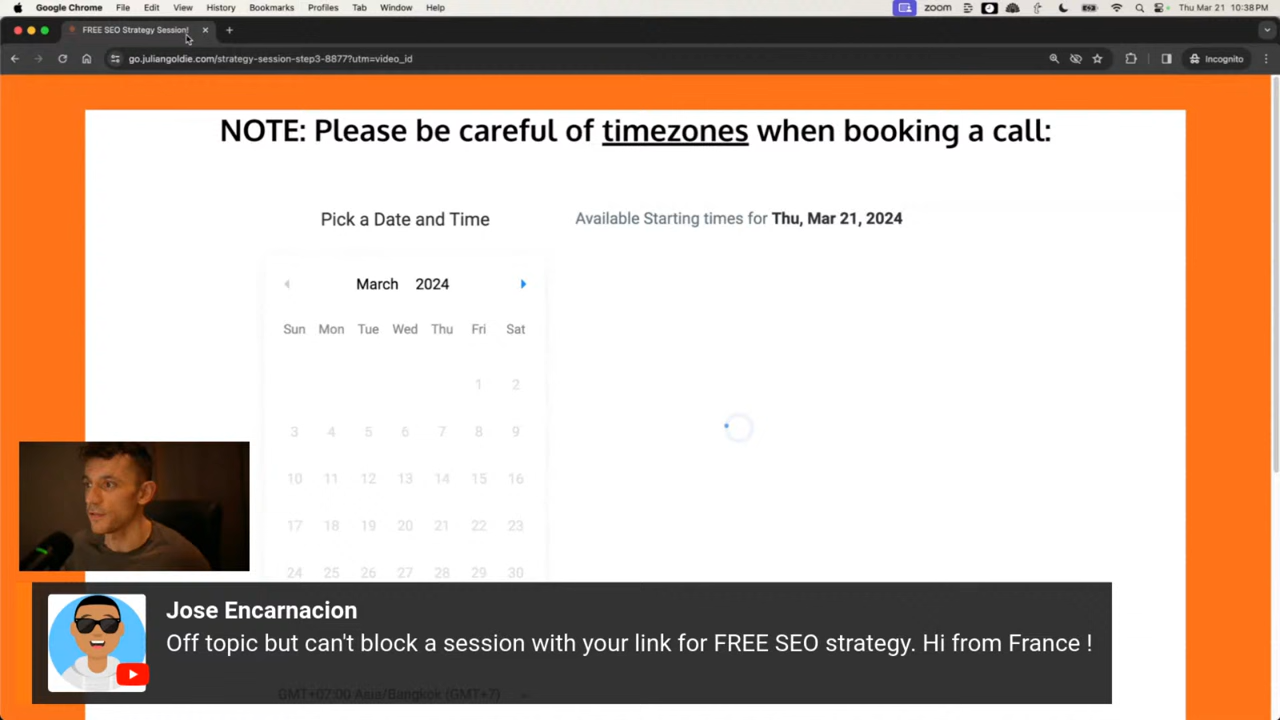 Google Chrome File Edit View History Bookmarks Profiles Tab Window Help zoom Thu Mar 21 10:38 PM
FREE SEO Strategy Session!
go.juliangoldie.com/strategy-session-step3-8877?utm=video_id Incognito
NOTE: Please be careful of timezones when booking a call:
Pick a Date and Time
Available Starting times for Thu, Mar 21, 2024
March 2024
Sun Mon Tue Wed Thu Fri Sat
1 2
3 4 5 6 7 8 9
10 11 12 13 14 15 16
17 18 19 20 21 22 23
24 25 26 27 28 29 30
Jose Encarnacion
Off topic but can't block a session with your link for FREE SEO strategy. Hi from France !
GMT+07:00 Asia/Bangkok (GMT+7)